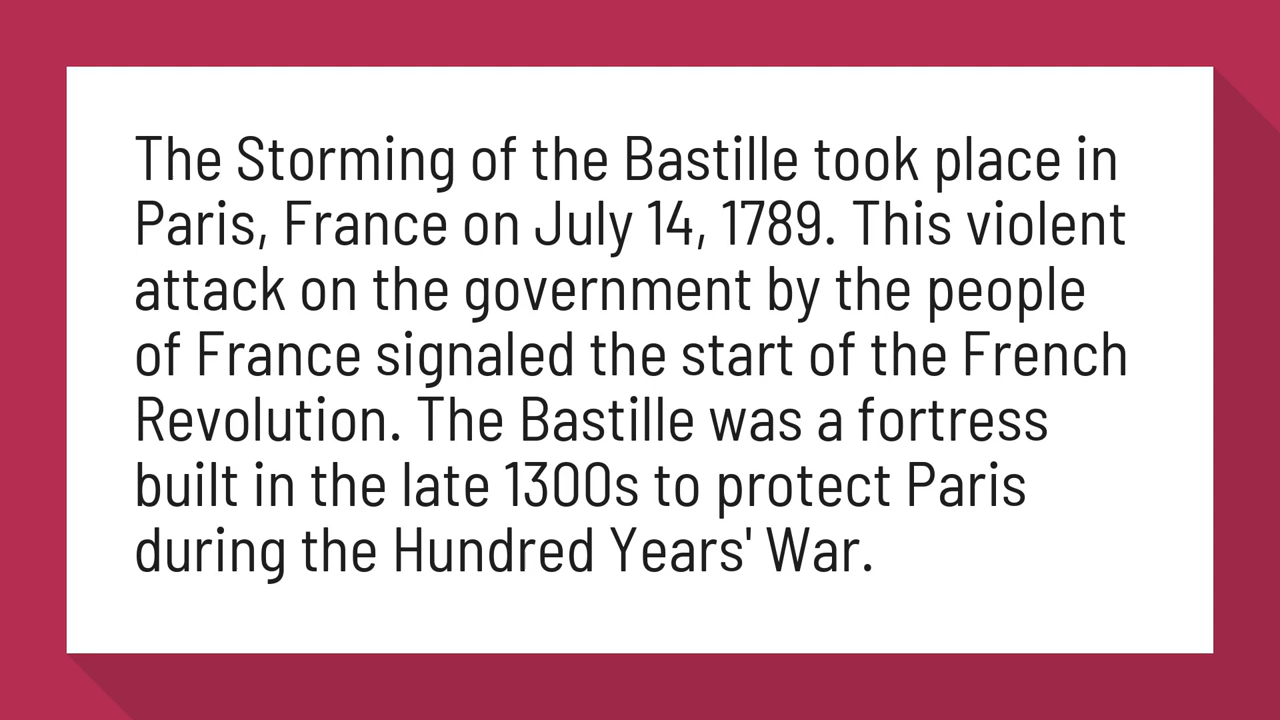 The Storming of the Bastille took place in
Paris, France on July 14, 1789. This violent
attack on the government by the people
of France signaled the start of the French
Revolution. The Bastille was a fortress
built in the late 1300s to protect Paris
during the Hundred Years' War.